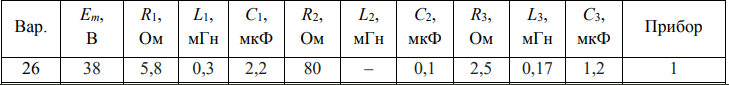 Вар. Em, В R1, Ом L1, мГн C1, мкФ R2, Ом L2, мГн C2, мкФ R3, Ом L3, мГн C3, мкФ Прибор
26 38 5,8 0,3 2,2 80 – 0,1 2,5 0,17 1,2 1